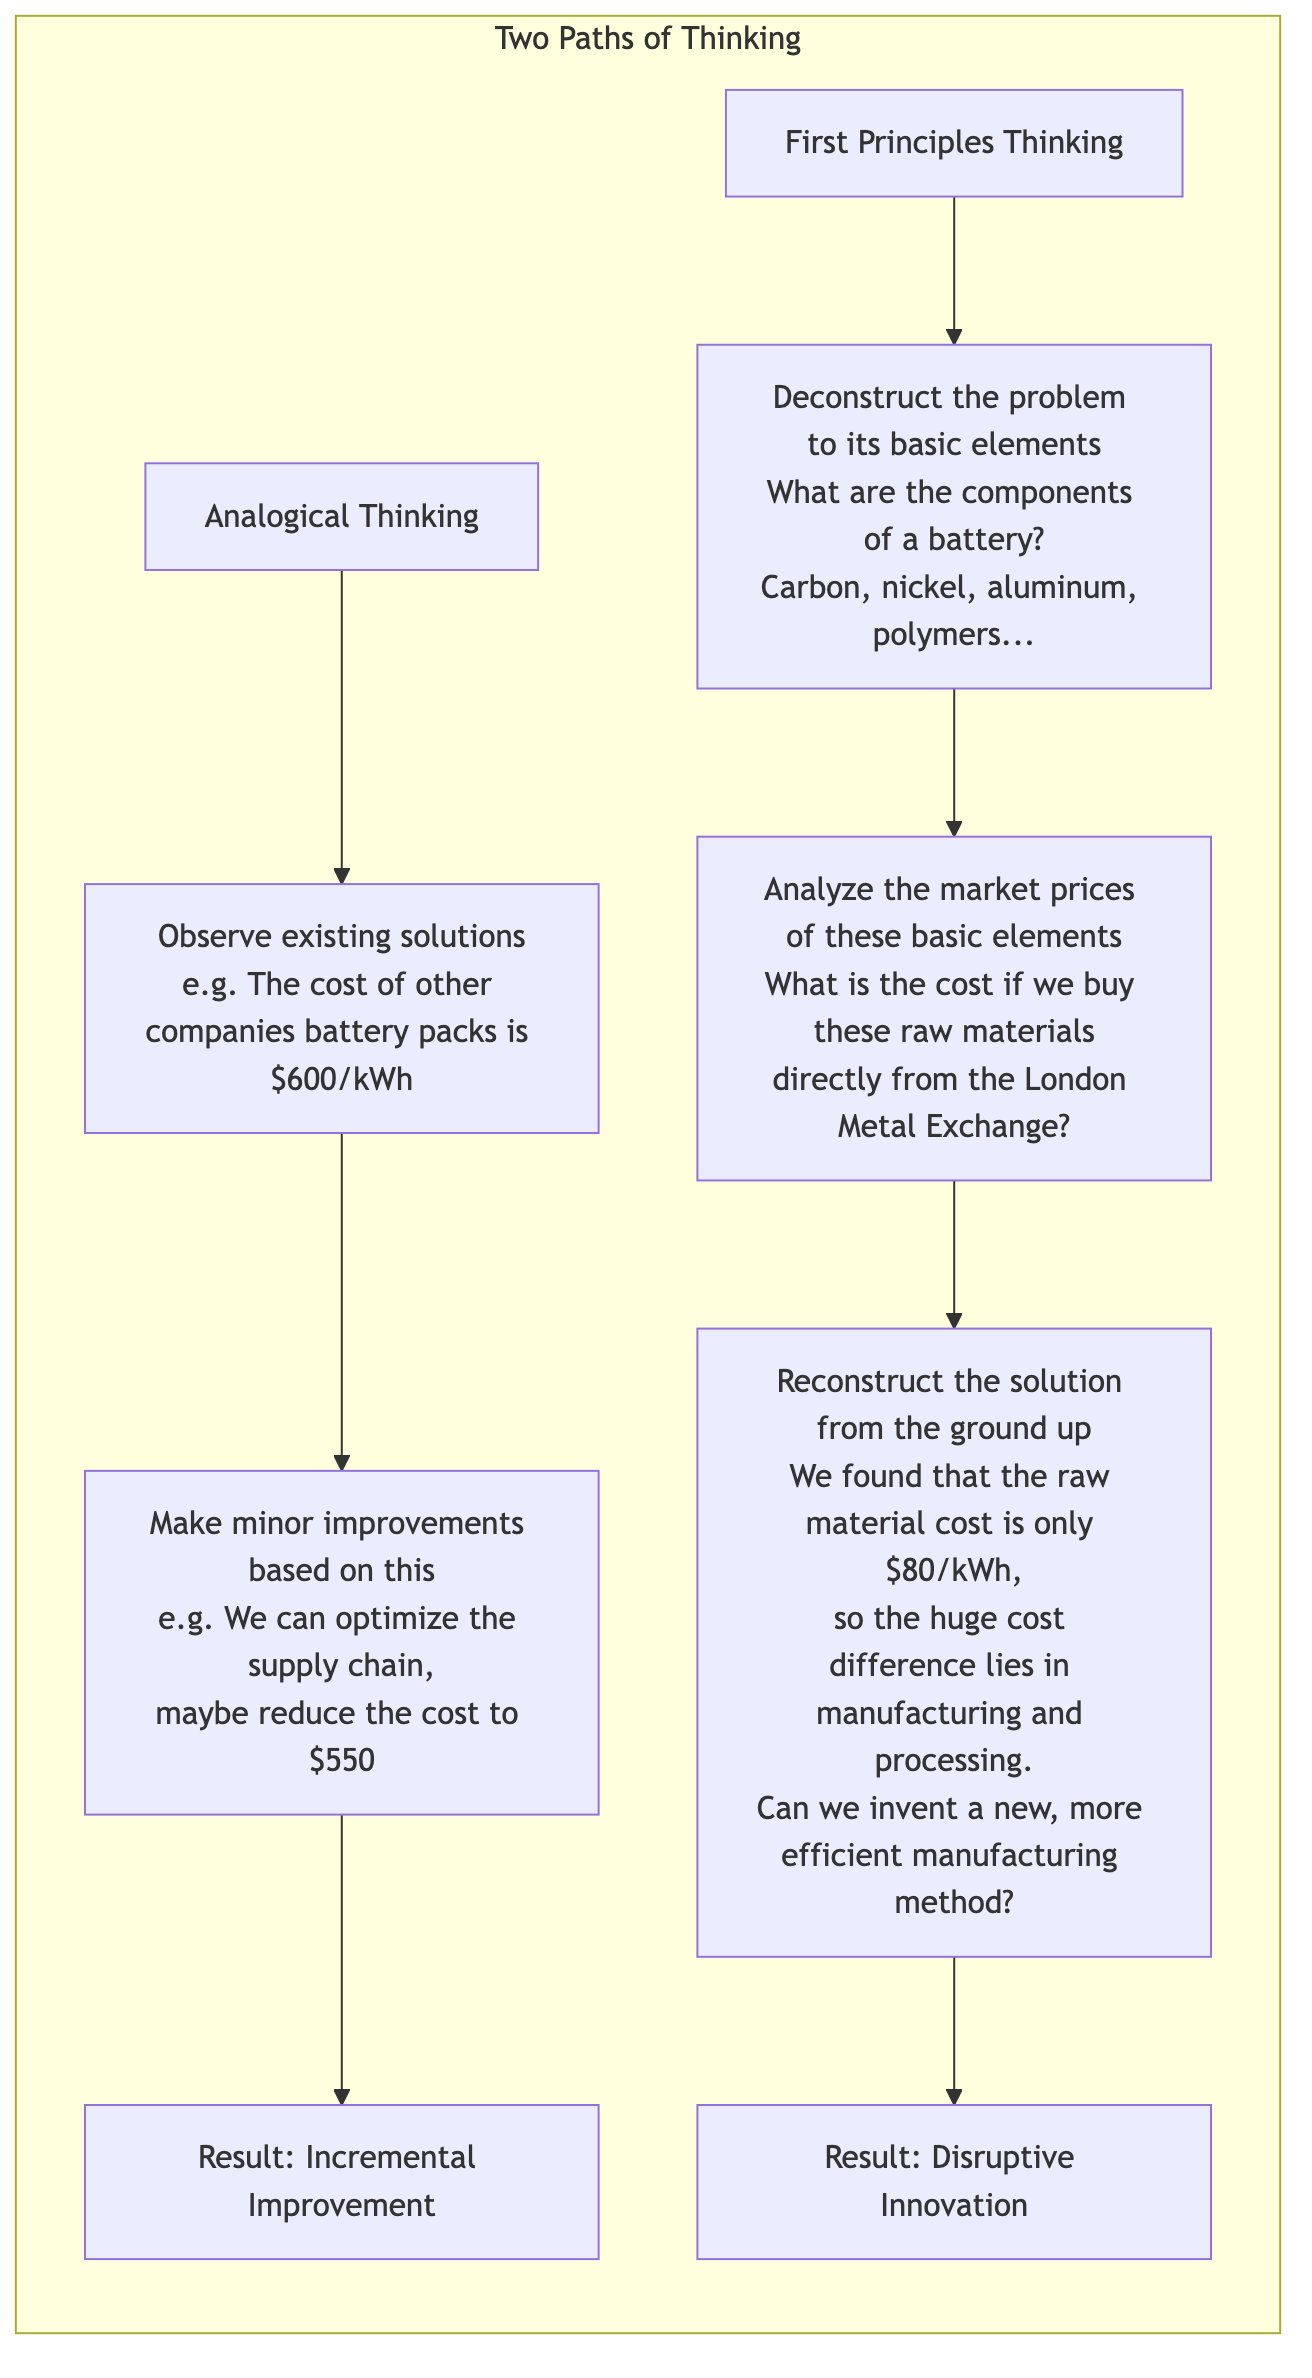 Two Paths of Thinking
First Principles Thinking
Deconstruct the problem
to its basic elements
What are the components
of a battery?
Carbon, nickel, aluminum,
polymers...
Analogical Thinking
Observe existing solutions
e.g. The cost of other
companies battery packs is
$600/kWh
Analyze the market prices
of these basic elements
What is the cost if we buy
these raw materials
directly from the London
Metal Exchange?
Make minor improvements
based on this
e.g. We can optimize the
supply chain,
maybe reduce the cost to
$550
Reconstruct the solution
from the ground up
We found that the raw
material cost is only
$80/kWh,
so the huge cost
difference lies in
manufacturing and
processing.
Can we invent a new, more
efficient manufacturing
method?
Result: Incremental
Improvement
Result: Disruptive
Innovation